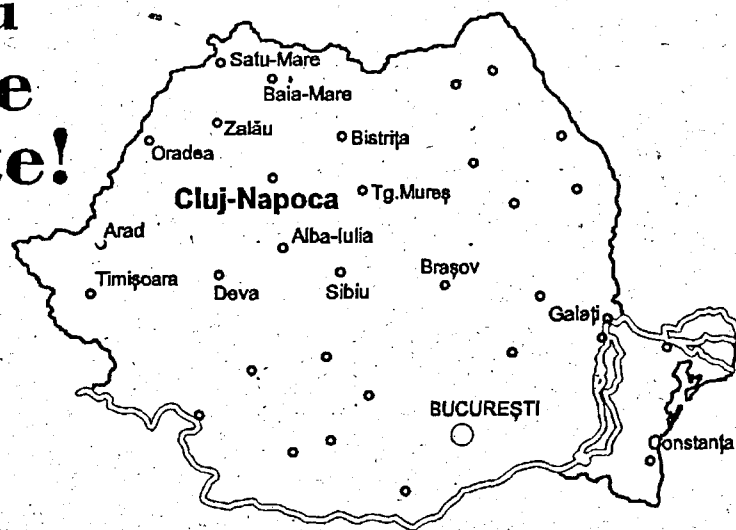 Satu-Mare
Baia-Mare
Zalău
Bistrița
Oradea
Cluj-Napoca
Tg.Mureș
Arad
Alba-Iulia
Timișoara
Deva
Sibiu
Brașov
Galați
BUCUREȘTI
Constanța